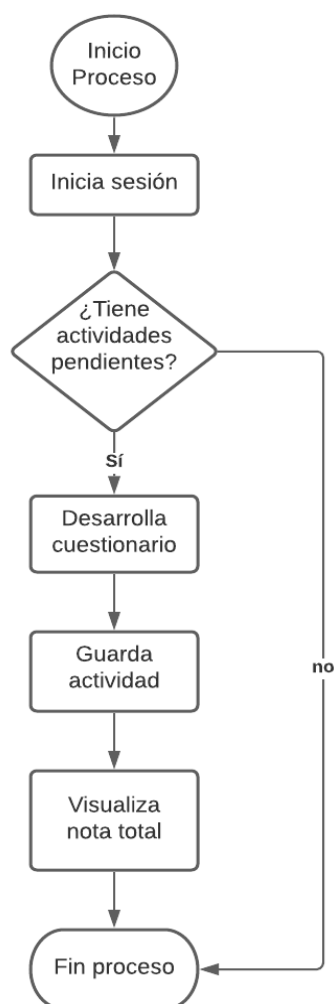 Inicio
Proceso
Inicia sesión
¿Tiene
actividades
pendientes?
Sí
Desarrolla
cuestionario
Guarda
actividad
no
Visualiza
nota total
Fin proceso